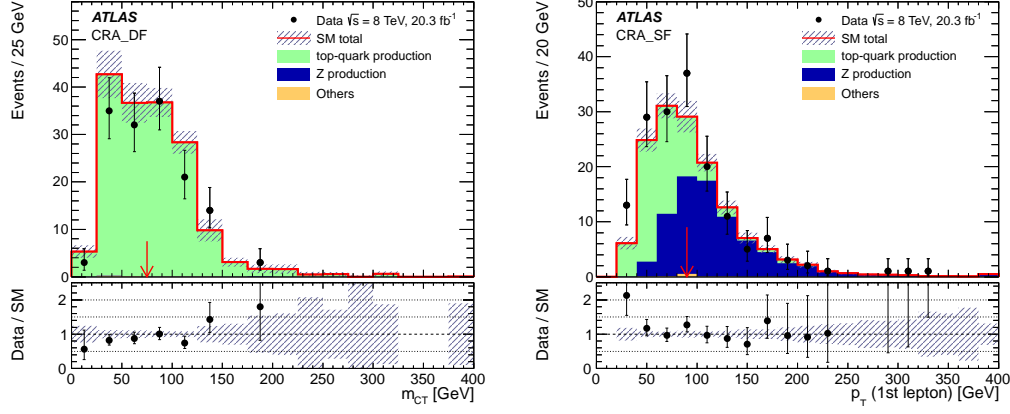 ATLAS
CRA_DF
Data √s = 8 TeV, 20.3 fb⁻¹
SM total
top-quark production
Z production
Others
Events / 25 GeV
50
40
30
20
10
0
Data / SM
2
1
0
0 50 100 150 200 250 300 350 400
m_CT [GeV]
ATLAS
CRA_SF
Data √s = 8 TeV, 20.3 fb⁻¹
SM total
top-quark production
Z production
Others
Events / 20 GeV
50
40
30
20
10
0
Data / SM
2
1
0
0 50 100 150 200 250 300 350 400
p_T (1st lepton) [GeV]